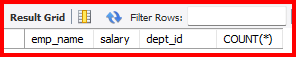 Result Grid Filter Rows:
emp_name salary dept_id COUNT(*)